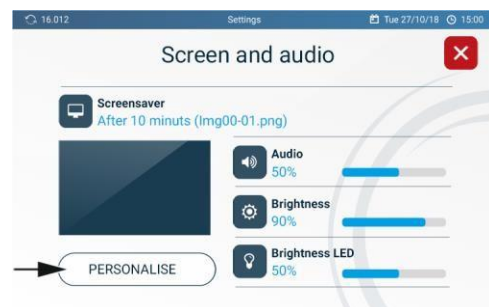 16.012 Settings Tue 27/10/18 15:00
Screen and audio
Screensaver
After 10 minuts (Img00-01.png)
Audio
50%
Brightness
90%
Brightness LED
50%
PERSONALISE